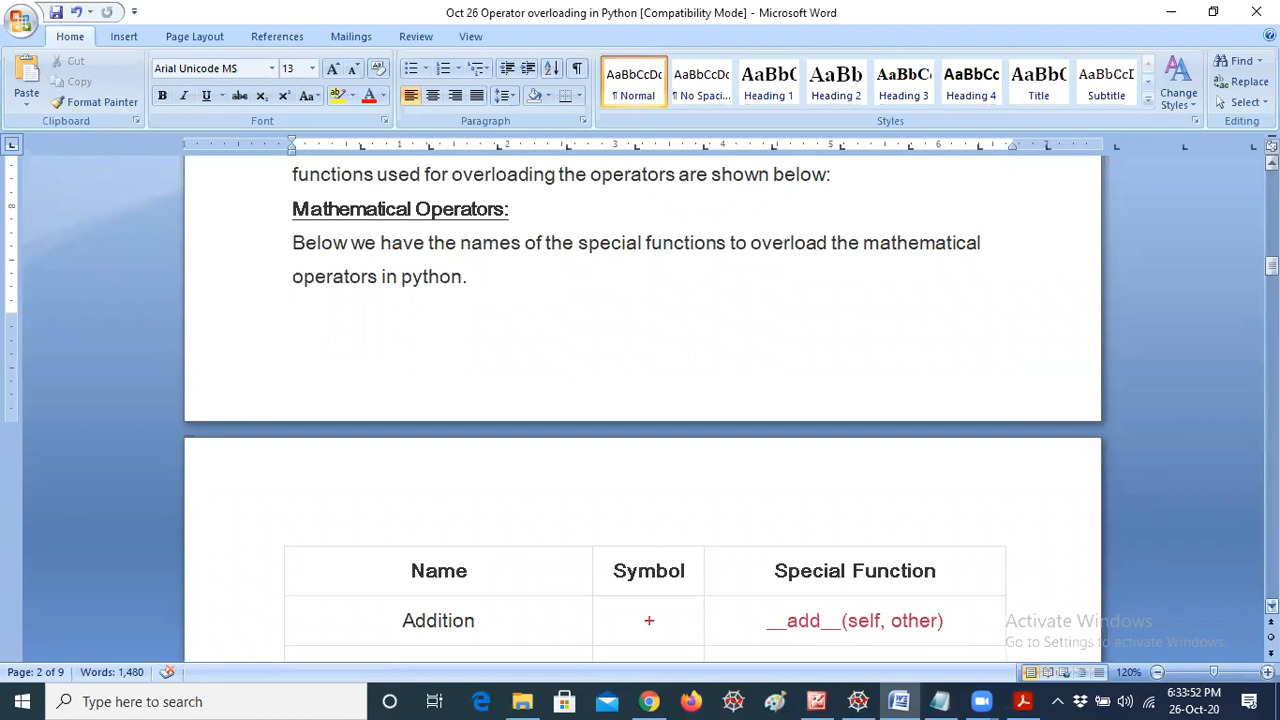 Oct 26 Operator overloading in Python [Compatibility Mode] - Microsoft Word
Home Insert Page Layout References Mailings Review View
Paste
Cut
Copy
Format Painter
Clipboard
Arial Unicode MS 13
Font
Paragraph
AaBbCcDc AaBbCcDc AaBbC AaBb AaBbC AaBbCc AaBbC AaBbCcI
¶ Normal ¶ No Spaci... Heading 1 Heading 2 Heading 3 Heading 4 Title Subtitle
Change Styles
Styles
Find
Replace
Select
Editing
functions used for overloading the operators are shown below:
Mathematical Operators:
Below we have the names of the special functions to overload the mathematical
operators in python.
Name Symbol Special Function
Addition + __add__(self, other)
Activate Windows
Go to Settings to activate Windows.
Page: 2 of 9 Words: 1,480 120%
Type here to search
6:33:52 PM
26-Oct-20